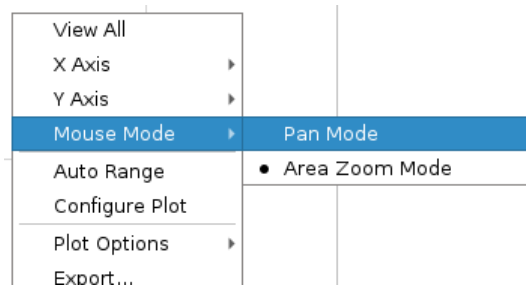 View All
X Axis
Y Axis
Mouse Mode
Pan Mode
Area Zoom Mode
Auto Range
Configure Plot
Plot Options
Export...